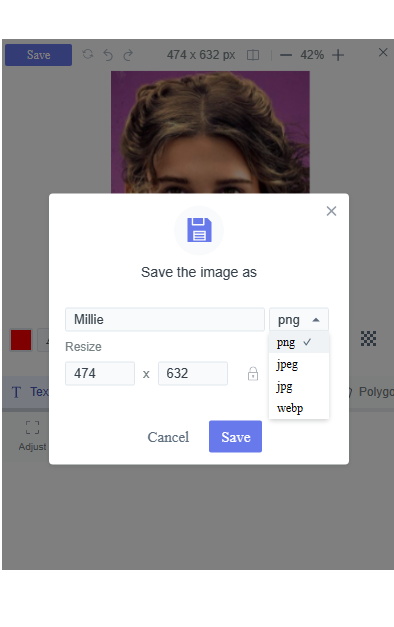 Save 474 x 632 px 42%
Save the image as
Millie png
png
Resize
jpeg
474 x 632
jpg
webp
Cancel Save
T Tex Polygo
Adjust